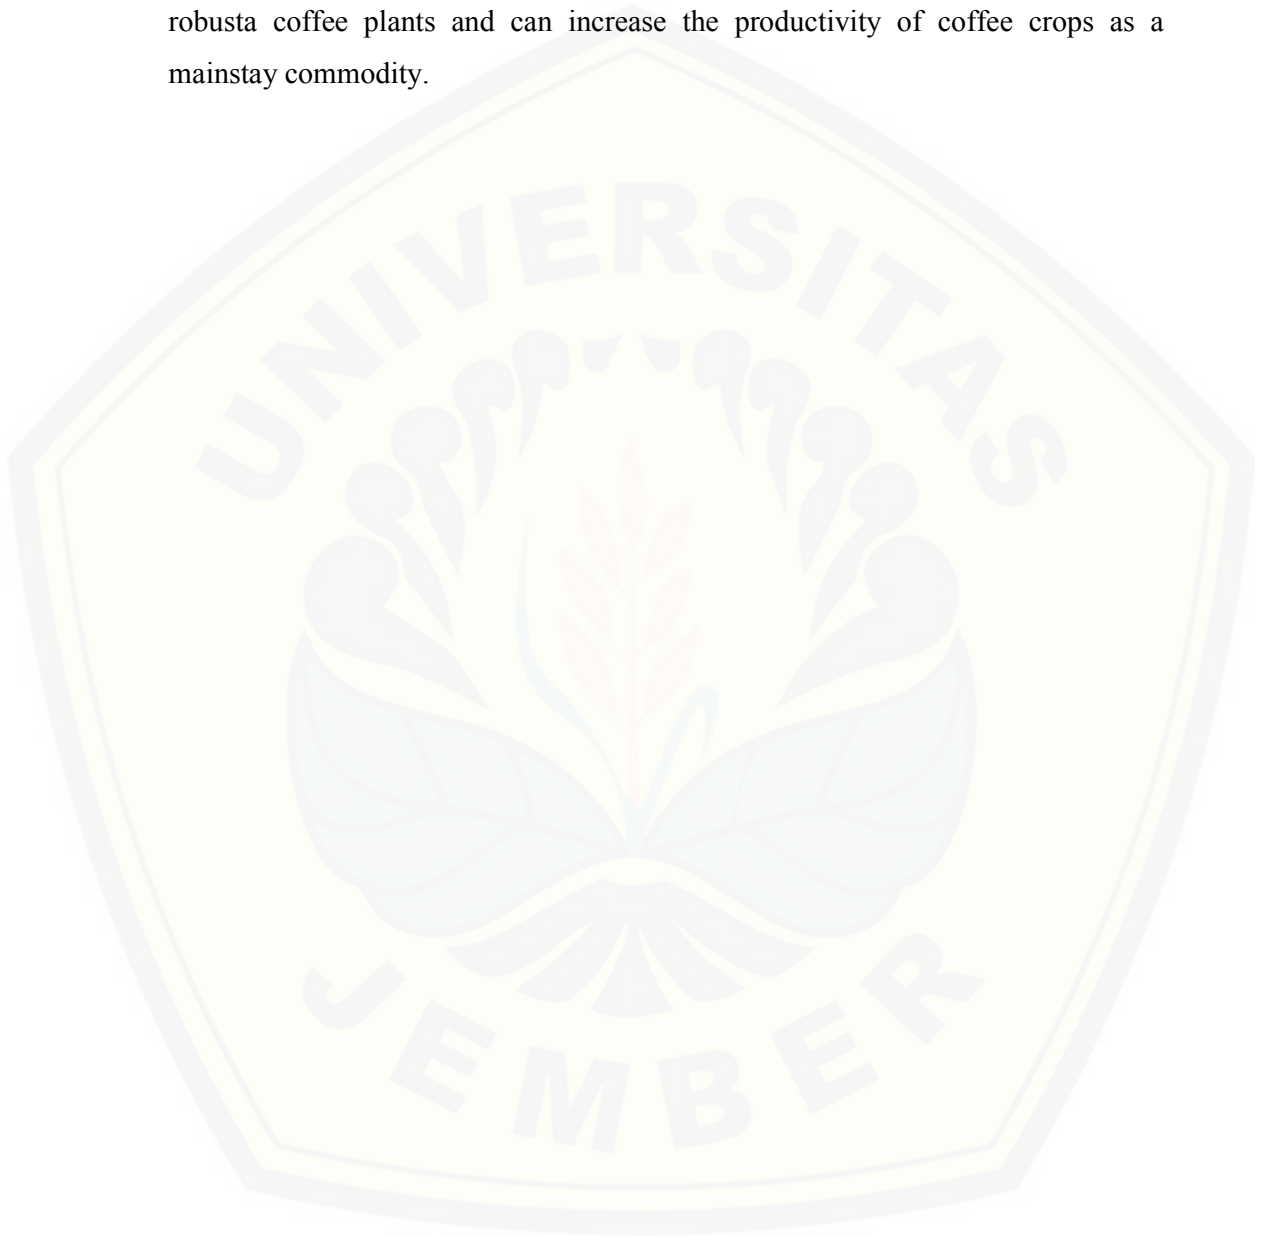 robusta coffee plants and can increase the productivity of coffee crops as a
mainstay commodity.
UNIVERSITAS
JEMBER